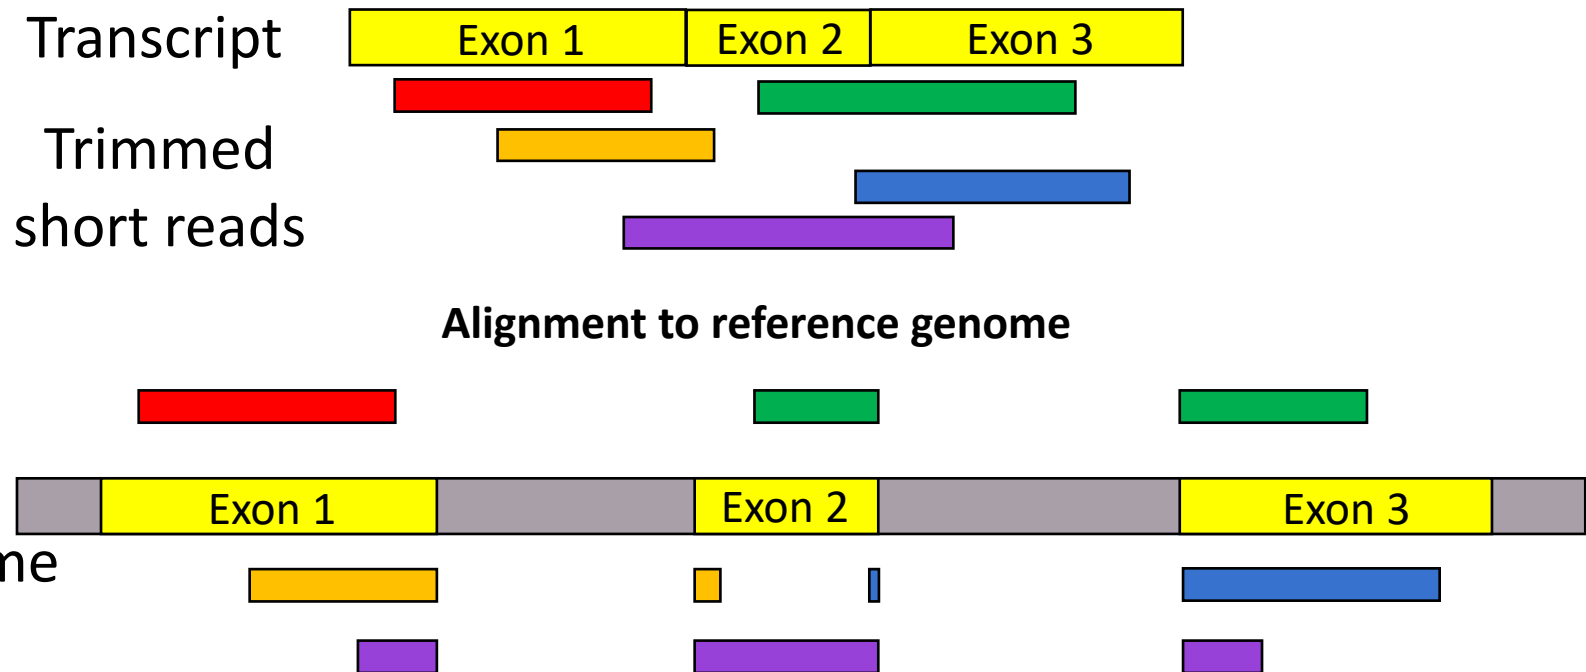 Transcript
Exon 1 Exon 2 Exon 3
Trimmed
short reads
Alignment to reference genome
Exon 1 Exon 2 Exon 3
me